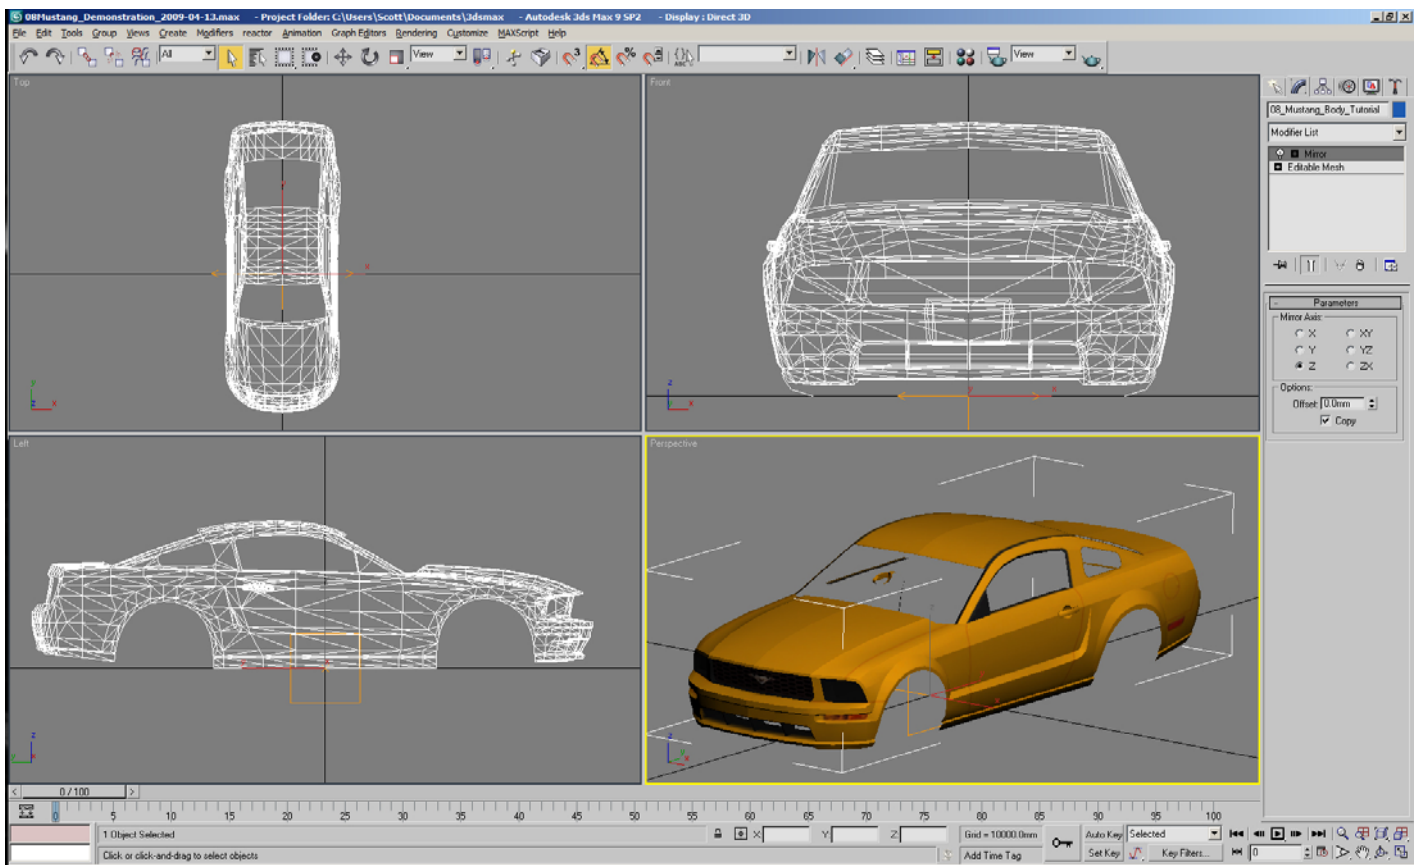 08Mustang_Demonstration_2009-04-13.max - Project Folder: C:\Users\Scott\Documents\3dsmax - Autodesk 3ds Max 9 SP2 - Display : Direct 3D
File Edit Tools Group Views Create Modifiers reactor Animation Graph Editors Rendering Customize MAXScript Help
All View ABC View
Top
Front
08_Mustang_Body_Tutorial
Modifier List
Mirror
Editable Mesh
Parameters
Mirror Axis:
X XY
Y YZ
Z ZX
Options:
Offset: 0.0mm
Copy
x
y
z x
z
x
y
x
Left
Perspective
z
y x
z
y
x
0 / 100
0 5 10 15 20 25 30 35 40 45 50 55 60 65 70 75 80 85 90 95 100
1 Object Selected X: Y: Z: Grid = 10000.0mm Auto Key Selected
Click or click-and-drag to select objects Add Time Tag Set Key Key Filters... 0